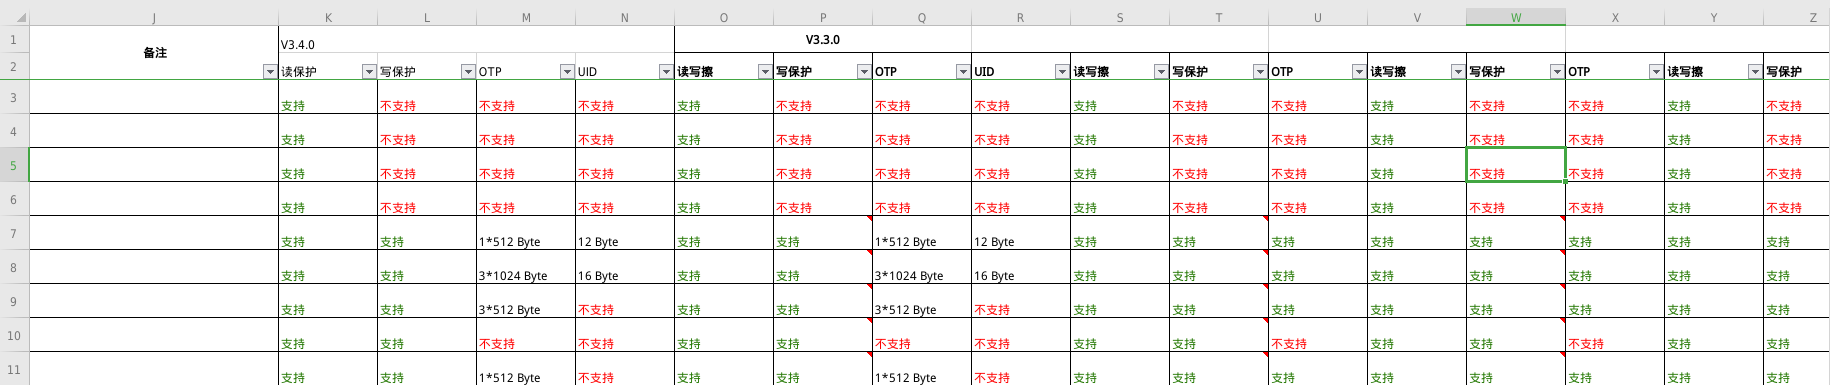 J K L M N O P Q R S T U V W X Y Z
1 备注 V3.4.0 V3.3.0
2 读保护 写保护 OTP UID 读写擦 写保护 OTP UID 读写擦 写保护 OTP 读写擦 写保护 OTP 读写擦 写保护
3 支持 不支持 不支持 不支持 支持 不支持 不支持 不支持 支持 不支持 不支持 支持 不支持 不支持 支持 不支持
4 支持 不支持 不支持 不支持 支持 不支持 不支持 不支持 支持 不支持 不支持 支持 不支持 不支持 支持 不支持
5 支持 不支持 不支持 不支持 支持 不支持 不支持 不支持 支持 不支持 不支持 支持 不支持 不支持 支持 不支持
6 支持 不支持 不支持 不支持 支持 不支持 不支持 不支持 支持 不支持 不支持 支持 不支持 不支持 支持 不支持
7 支持 支持 1*512 Byte 12 Byte 支持 支持 1*512 Byte 12 Byte 支持 支持 支持 支持 支持 支持 支持 支持
8 支持 支持 3*1024 Byte 16 Byte 支持 支持 3*1024 Byte 16 Byte 支持 支持 支持 支持 支持 支持 支持 支持
9 支持 支持 3*512 Byte 不支持 支持 支持 3*512 Byte 不支持 支持 支持 支持 支持 支持 支持 支持 支持
10 支持 支持 不支持 不支持 支持 支持 不支持 不支持 支持 支持 不支持 支持 支持 不支持 支持 支持
11 支持 支持 1*512 Byte 不支持 支持 支持 1*512 Byte 不支持 支持 支持 支持 支持 支持 支持 支持 支持